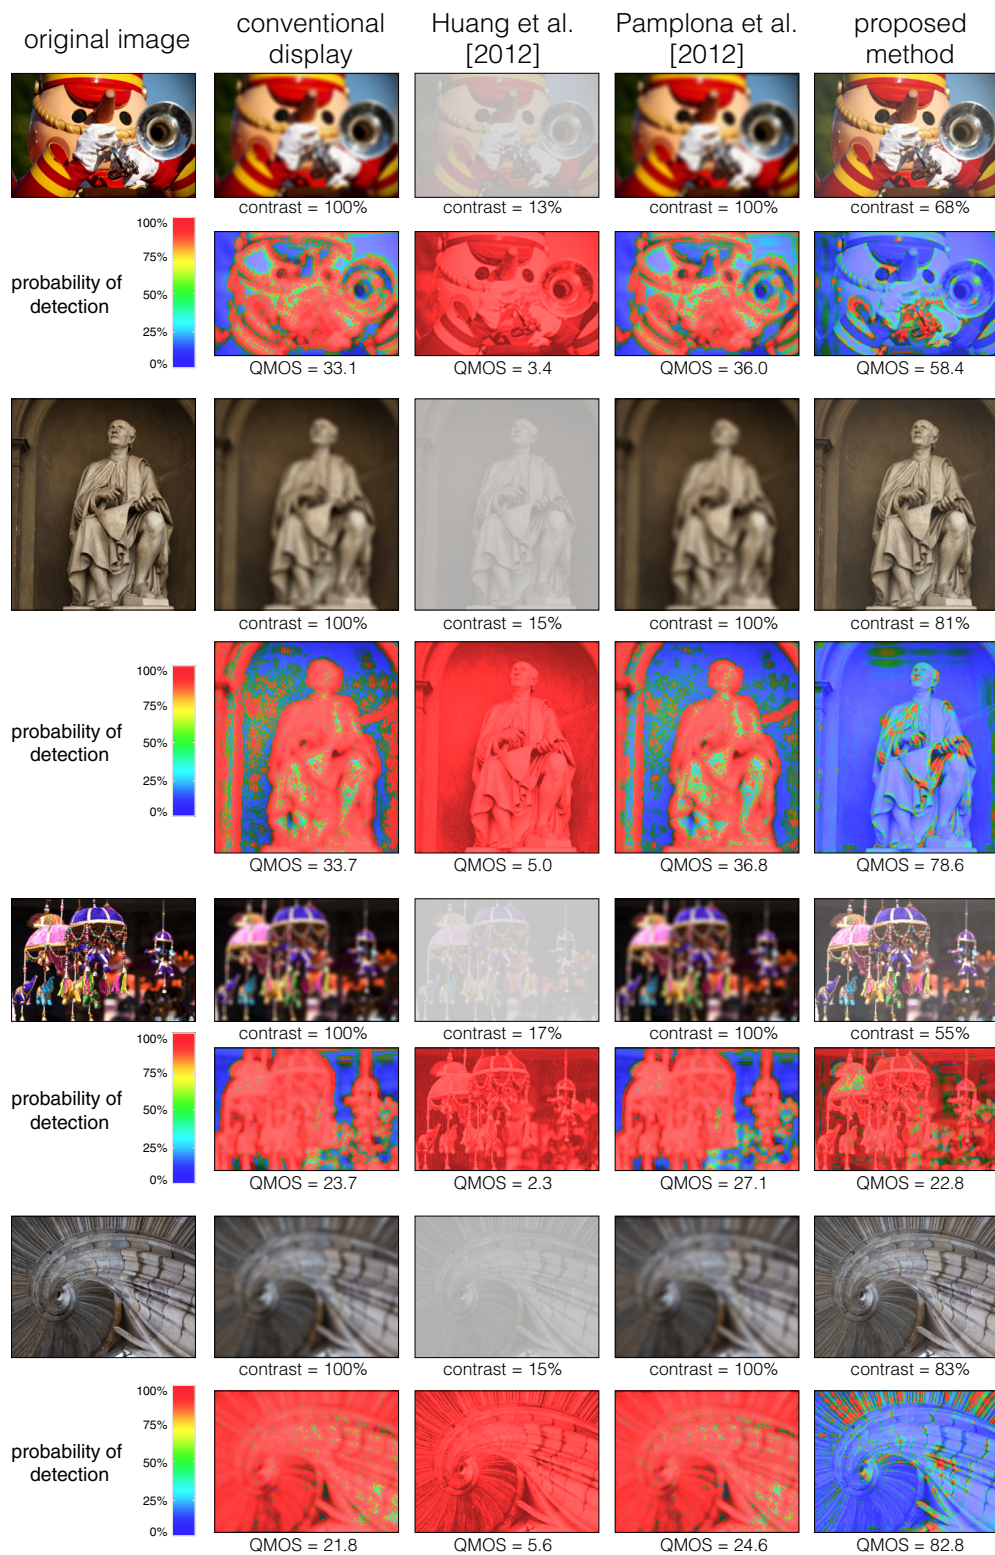 original image
conventional
display
Huang et al.
[2012]
Pamplona et al.
[2012]
proposed
method
contrast = 100%
contrast = 13%
contrast = 100%
contrast = 68%
probability of
detection
100%
75%
50%
25%
0%
QMOS = 33.1
QMOS = 3.4
QMOS = 36.0
QMOS = 58.4
contrast = 100%
contrast = 15%
contrast = 100%
contrast = 81%
probability of
detection
100%
75%
50%
25%
0%
QMOS = 33.7
QMOS = 5.0
QMOS = 36.8
QMOS = 78.6
contrast = 100%
contrast = 17%
contrast = 100%
contrast = 55%
probability of
detection
100%
75%
50%
25%
0%
QMOS = 23.7
QMOS = 2.3
QMOS = 27.1
QMOS = 22.8
contrast = 100%
contrast = 15%
contrast = 100%
contrast = 83%
probability of
detection
100%
75%
50%
25%
0%
QMOS = 21.8
QMOS = 5.6
QMOS = 24.6
QMOS = 82.8